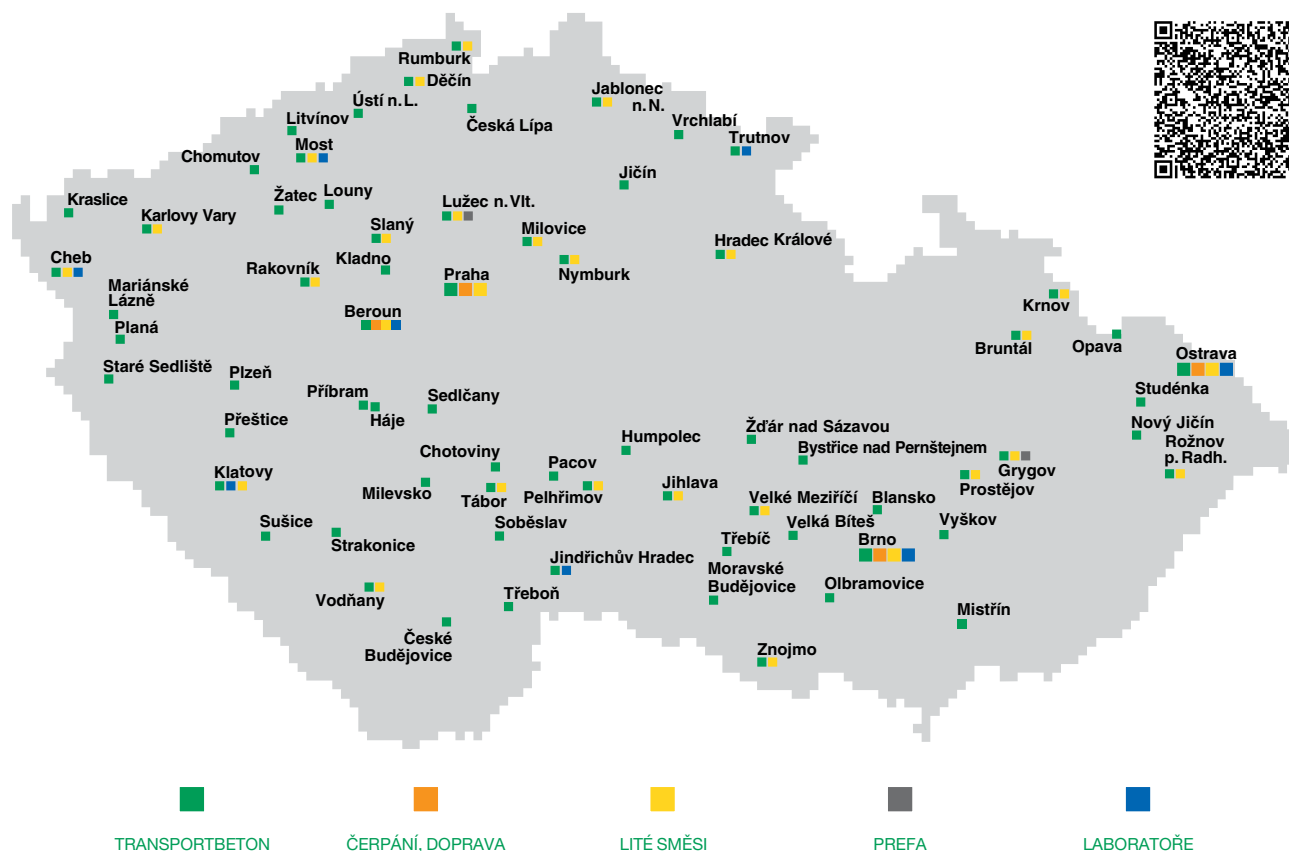 Rumburk
Děčín
Ústí n. L.
Česká Lípa
Jablonec
n. N.
Litvínov
Vrchlabí
Trutnov
Most
Chomutov
Jičín
Kraslice
Žatec
Louny
Lužec n. Vlt.
Karlovy Vary
Slaný
Milovice
Hradec Králové
Cheb
Rakovník
Kladno
Praha
Nymburk
Mariánské
Lázně
Krnov
Beroun
Planá
Bruntál
Opava
Ostrava
Staré Sedliště
Plzeň
Studénka
Příbram
Háje
Sedlčany
Přeštice
Nový Jičín
Žďár nad Sázavou
Rožnov
p. Radh.
Humpolec
Bystřice nad Pernštejnem
Chotoviny
Pacov
Grygov
Klatovy
Milevsko
Tábor
Pelhřimov
Jihlava
Prostějov
Velké Meziříčí
Blansko
Sušice
Strakonice
Soběslav
Velká Bíteš
Vyškov
Třebíč
Brno
Jindřichův Hradec
Moravské
Budějovice
Olbramovice
Vodňany
Třeboň
Mistřín
České
Budějovice
Znojmo
TRANSPORTBETON
ČERPÁNÍ, DOPRAVA
LITÉ SMĚSI
PREFA
LABORATOŘE